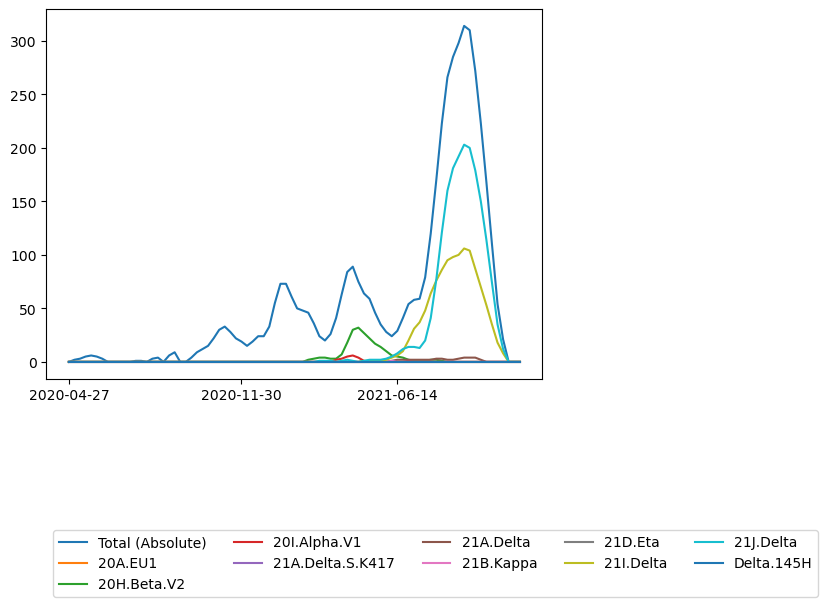 300
250
200
150
100
50
0
2020-04-27 2020-11-30 2021-06-14
Total (Absolute) 20I.Alpha.V1 21A.Delta 21D.Eta 21J.Delta
20A.EU1 21A.Delta.S.K417 21B.Kappa 21I.Delta Delta.145H
20H.Beta.V2